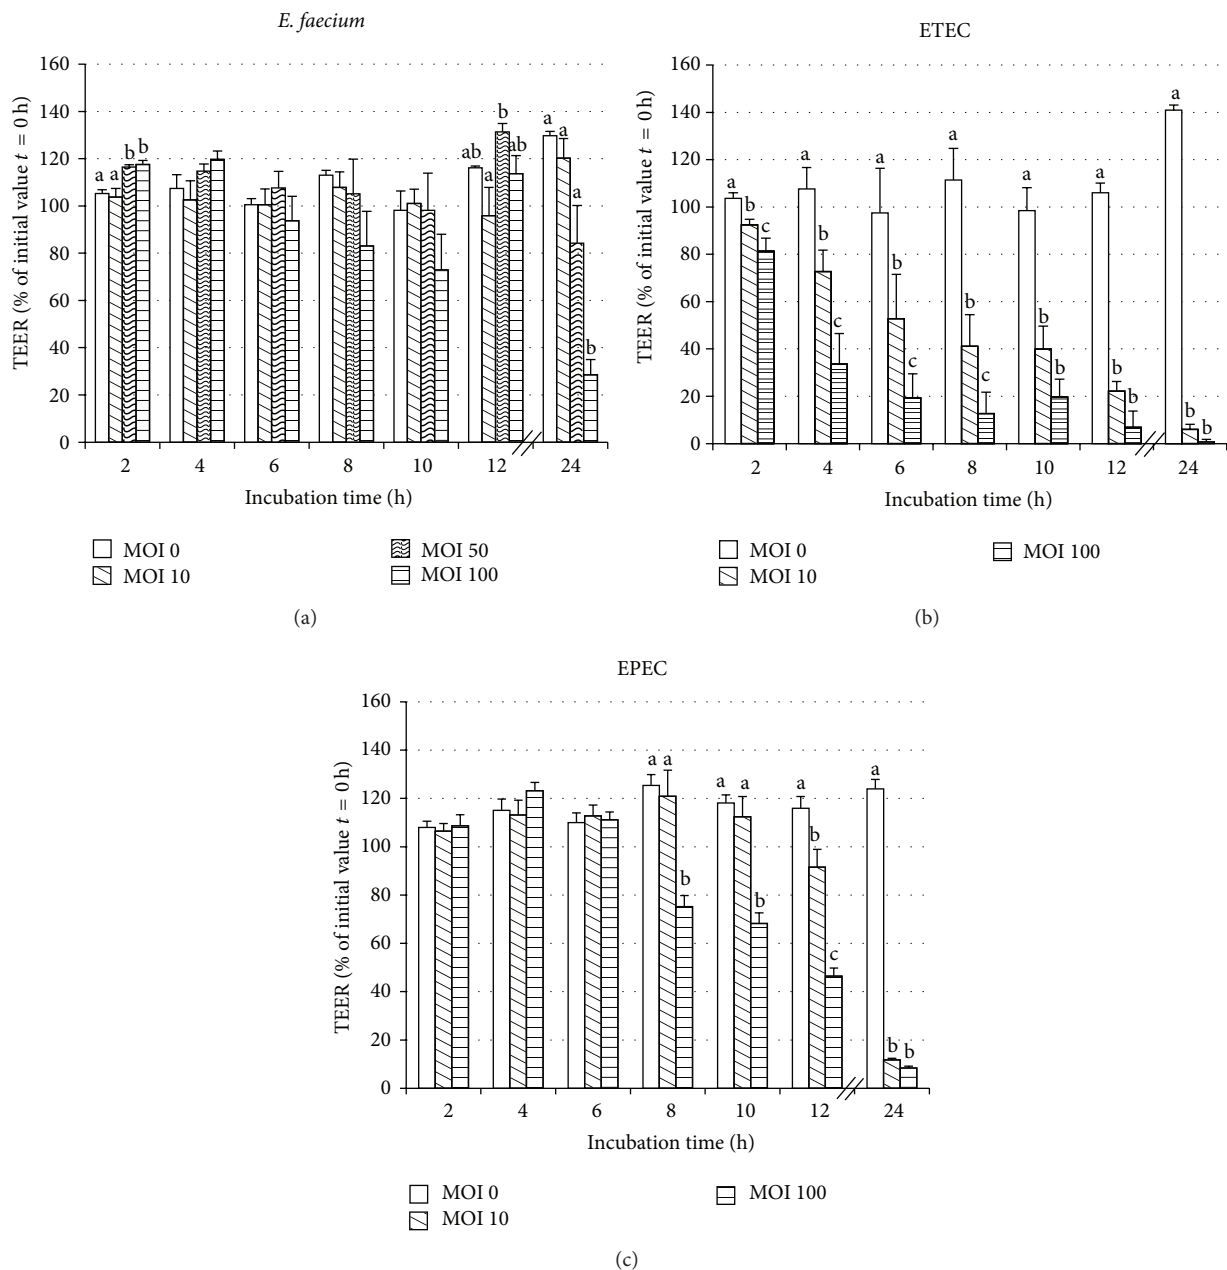 E. faecium
TEER (% of initial value t = 0 h)
160
140
120
100
80
60
40
20
0
a a b b
ab a b ab
a a a b
2 4 6 8 10 12 24
Incubation time (h)
MOI 0
MOI 10
MOI 50
MOI 100
(a)
ETEC
TEER (% of initial value t = 0 h)
160
140
120
100
80
60
40
20
0
a b c
a b c
a b c
a b c
a b b
a b b
a b b
2 4 6 8 10 12 24
Incubation time (h)
MOI 0
MOI 10
MOI 100
(b)
EPEC
TEER (% of initial value t = 0 h)
160
140
120
100
80
60
40
20
0
a a b
a a b
a b c
a b b
2 4 6 8 10 12 24
Incubation time (h)
MOI 0
MOI 10
MOI 100
(c)